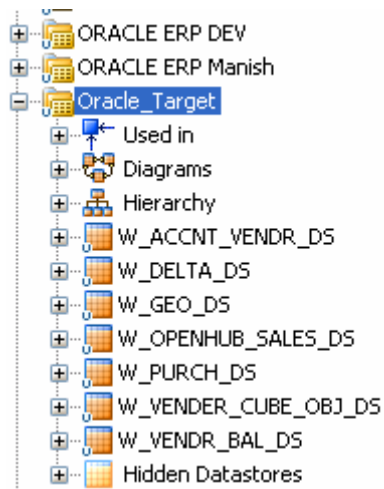 ORACLE ERP DEV
ORACLE ERP Manish
Oracle_Target
Used in
Diagrams
Hierarchy
W_ACCNT_VENDR_DS
W_DELTA_DS
W_GEO_DS
W_OPENHUB_SALES_DS
W_PURCH_DS
W_VENDER_CUBE_OBJ_DS
W_VENDR_BAL_DS
Hidden Datastores